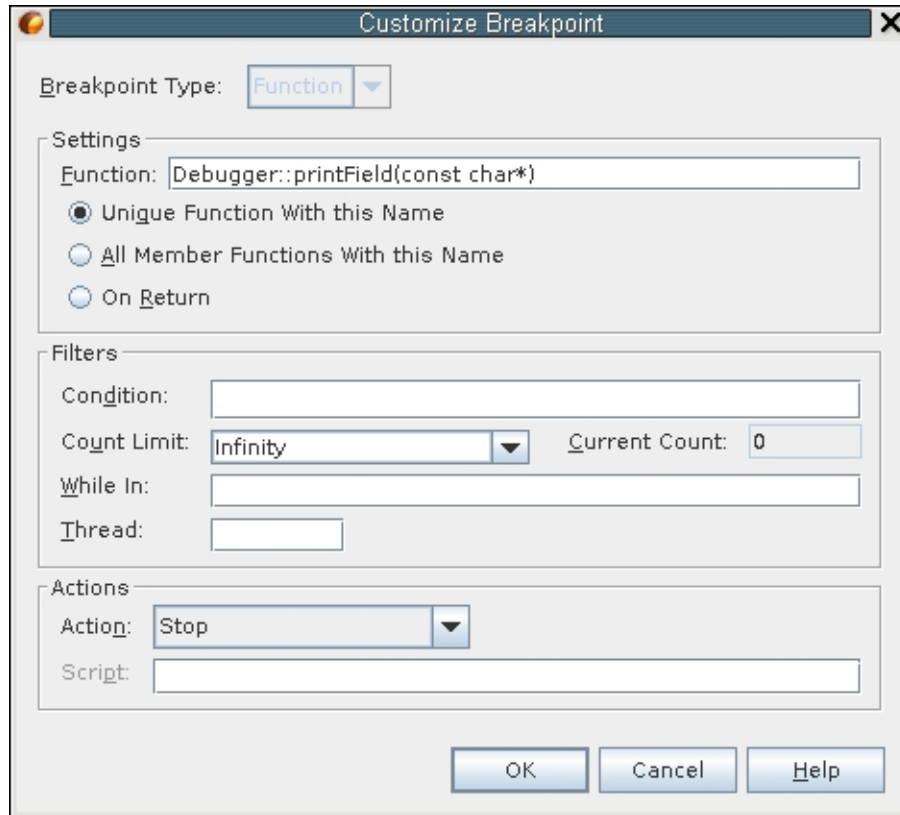 Customize Breakpoint
Breakpoint Type: Function
Settings
Function: Debugger::printField(const char*)
Unique Function With this Name
All Member Functions With this Name
On Return
Filters
Condition:
Count Limit: Infinity Current Count: 0
While In:
Thread:
Actions
Action: Stop
Script:
OK Cancel Help